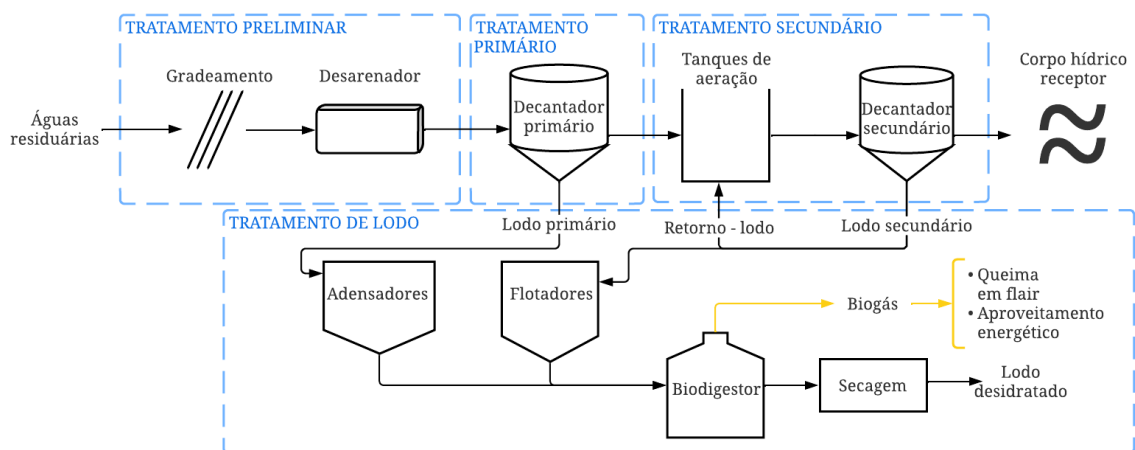 TRATAMENTO PRELIMINAR
TRATAMENTO
PRIMÁRIO
TRATAMENTO SECUNDÁRIO
Águas
residuárias
Gradeamento
Desarenador
Decantador
primário
Tanques de
aeração
Decantador
secundário
Corpo hídrico
receptor
TRATAMENTO DE LODO
Lodo primário
Retorno - lodo
Lodo secundário
Adensadores
Flotadores
Biodigestor
Biogás
• Queima
em flair
• Aproveitamento
energético
Secagem
Lodo
desidratado